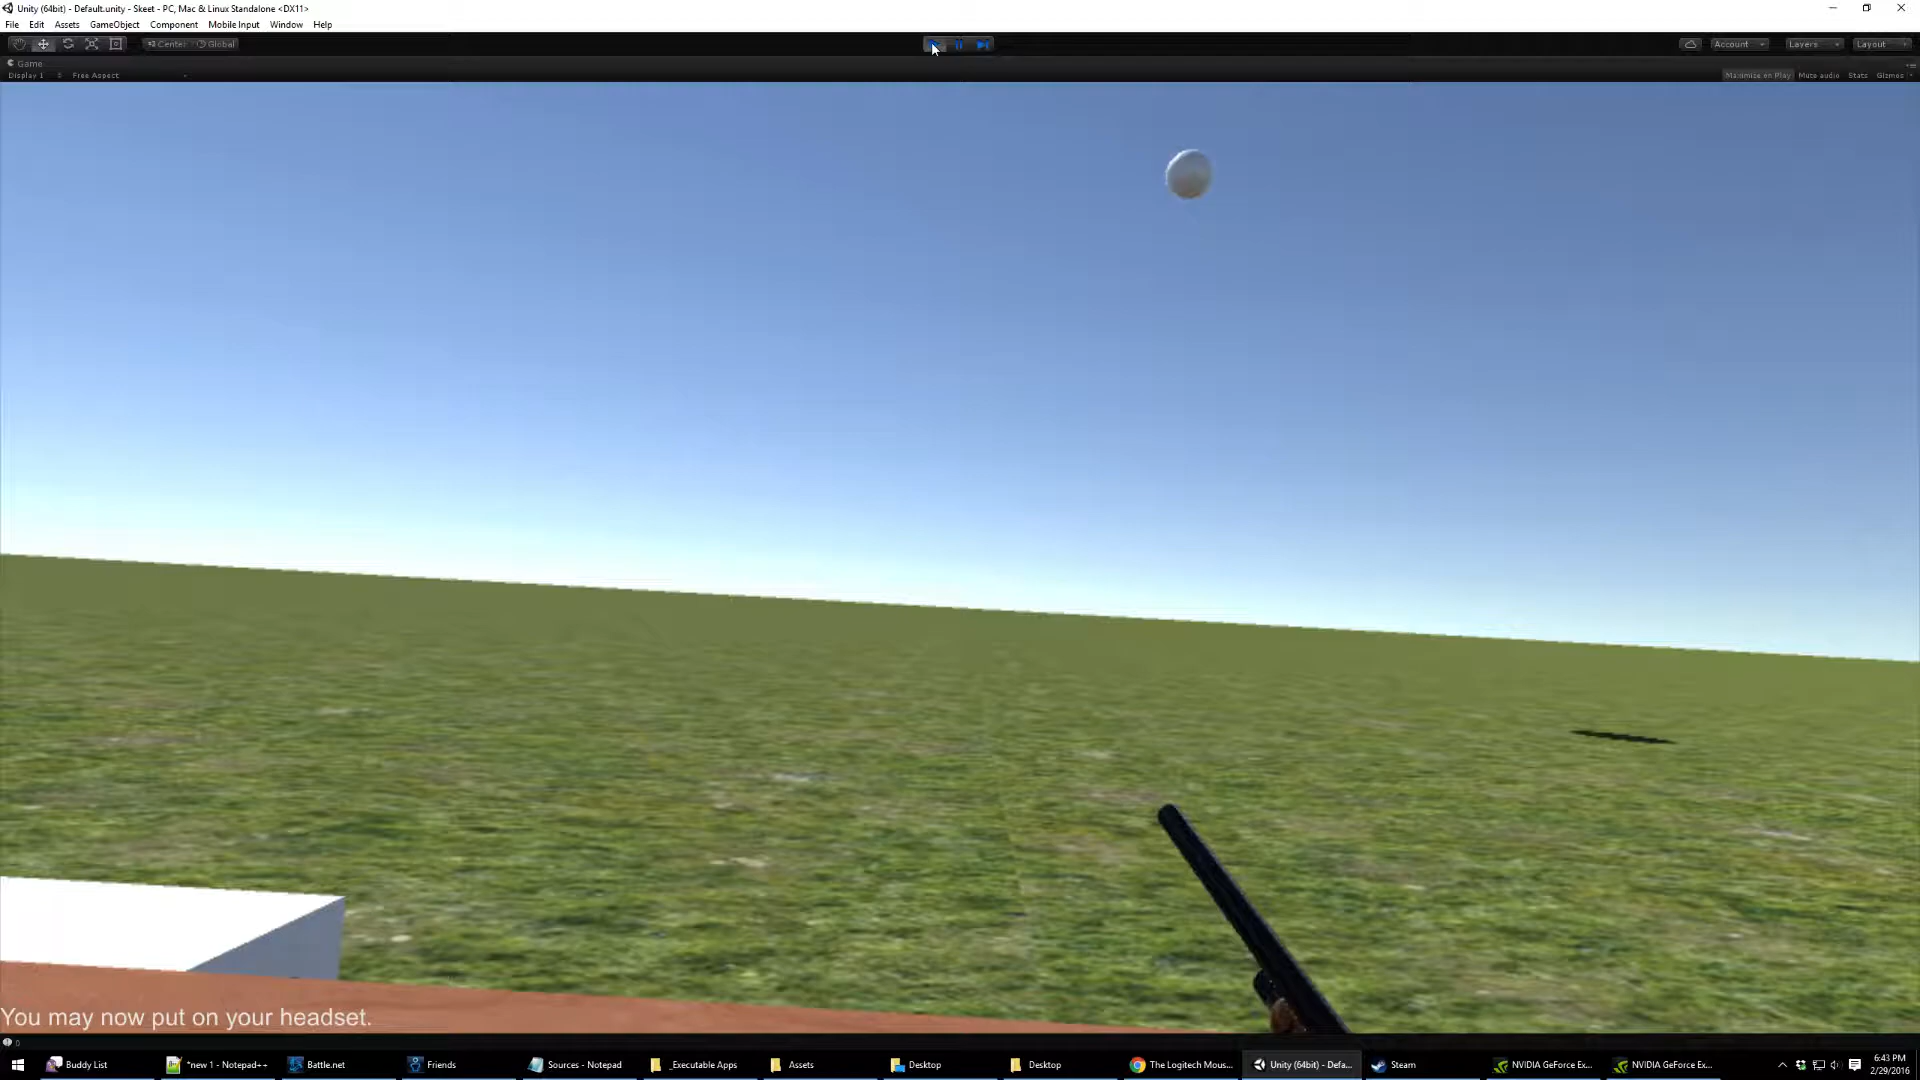 Unity (64bit) - Default.unity - Skeet - PC, Mac & Linux Standalone <DX11>
File Edit Assets GameObject Component Mobile Input Window Help
Center Global Account Layers Layout
Game
Display 1 Free Aspect Maximize on Play Mute audio Stats Gizmos
You may now put on your headset.
0
Buddy List *new 1 - Notepad++ Battle.net Friends Sources - Notepad _Executable Apps Assets Desktop Desktop The Logitech Mous... Unity (64bit) - Defa... Steam NVIDIA GeForce Ex... NVIDIA GeForce Ex... 6:43 PM
2/29/2016